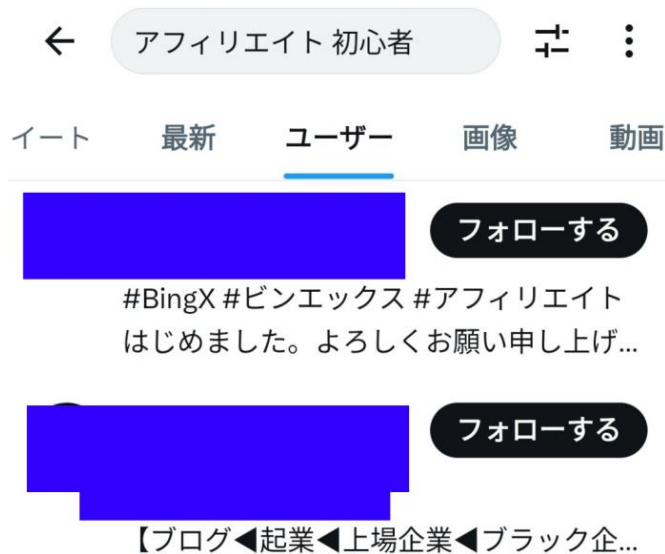 アフィリエイト 初心者
イート 最新 ユーザー 画像 動画
フォローする
#BingX #ビンエックス #アフィリエイト
はじめました。よろしくお願い申し上げ...
フォローする
【ブログ◀起業◀上場企業◀ブラック企...